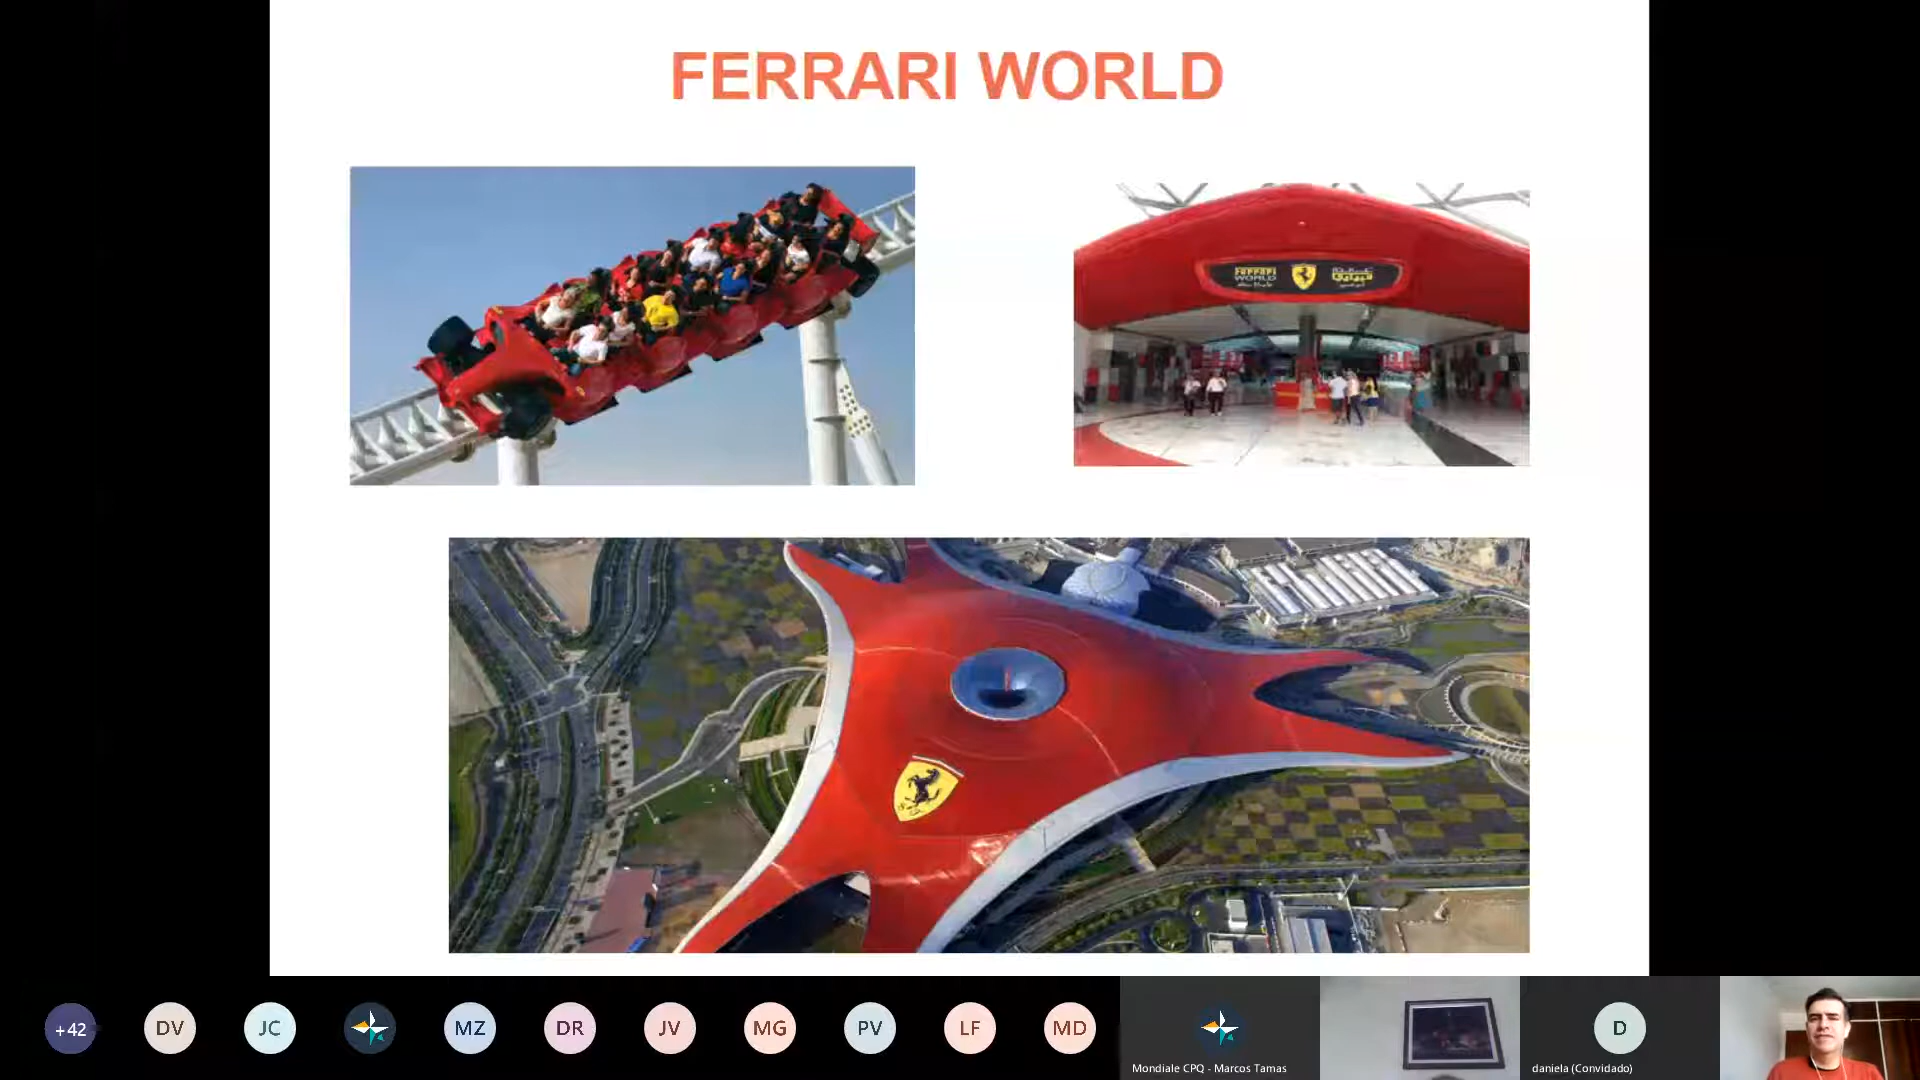 FERRARI WORLD
Ferrari
WORLD
+42
DV
JC
MZ
DR
JV
MG
PV
LF
MD
Mondiale CPQ - Marcos Tamas
D
daniela (Convidado)